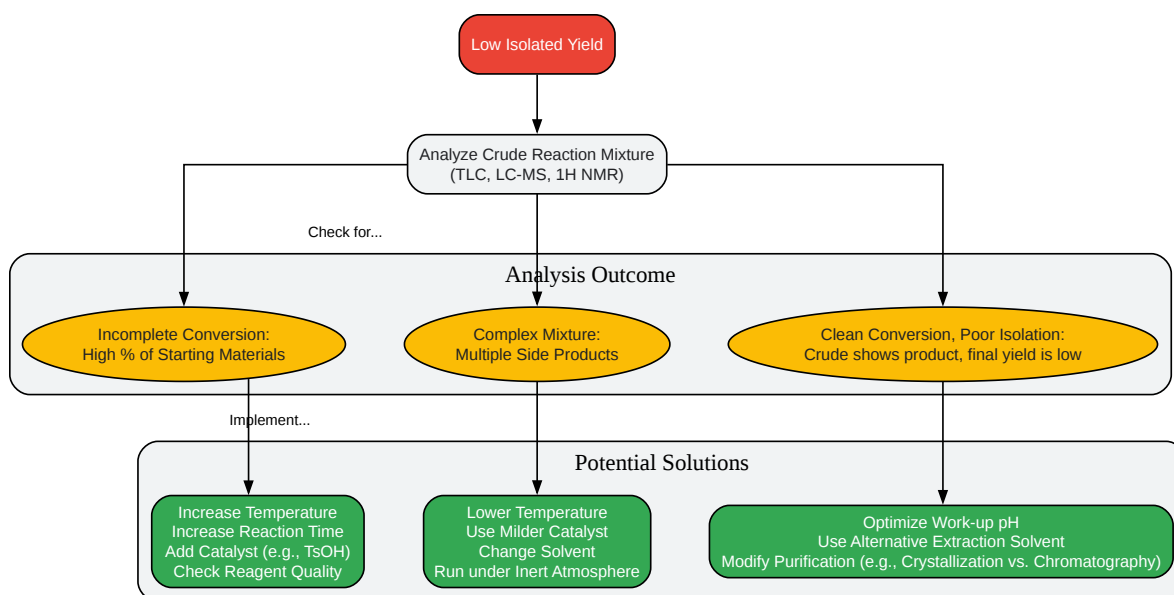 Low Isolated Yield
Analyze Crude Reaction Mixture
(TLC, LC-MS, 1H NMR)
Check for...
Analysis Outcome
Incomplete Conversion:
High % of Starting Materials
Complex Mixture:
Multiple Side Products
Clean Conversion, Poor Isolation:
Crude shows product, final yield is low
Implement...
Potential Solutions
Increase Temperature
Increase Reaction Time
Add Catalyst (e.g., TsOH)
Check Reagent Quality
Lower Temperature
Use Milder Catalyst
Change Solvent
Run under Inert Atmosphere
Optimize Work-up pH
Use Alternative Extraction Solvent
Modify Purification (e.g., Crystallization vs. Chromatography)